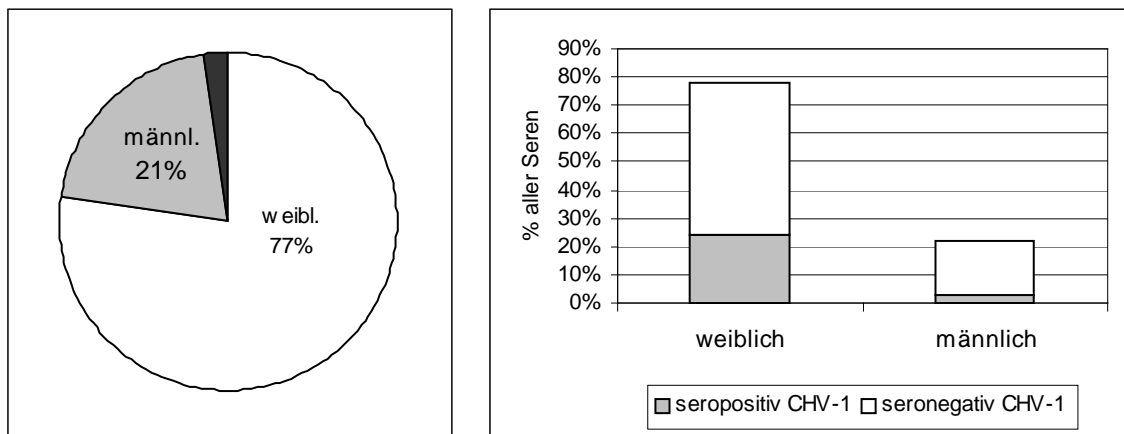 männl.
21%
weibl.
77%
% aller Seren
90%
80%
70%
60%
50%
40%
30%
20%
10%
0%
weiblich
männlich
seropositiv CHV-1
seronegativ CHV-1